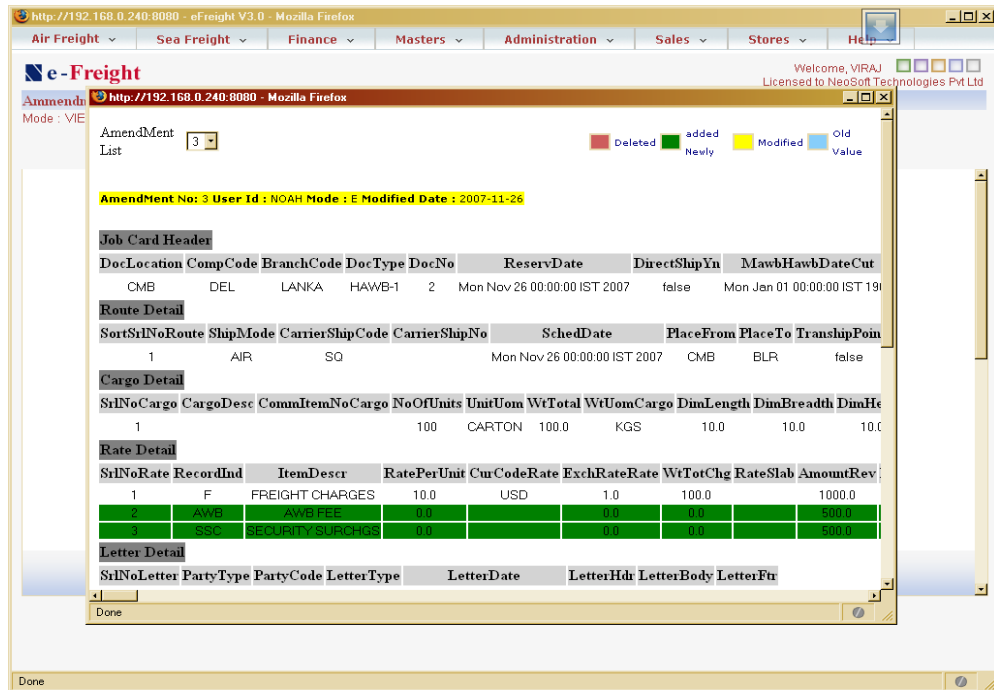 http://192.168.0.240:8080 - eFreight V3.0 - Mozilla Firefox
Air Freight Sea Freight Finance Masters Administration Sales Stores Help
e-Freight
Welcome, VIRAJ
Licensed to NeoSoft Technologies Pvt Ltd
Ammendm
Mode : VIE
http://192.168.0.240:8080 - Mozilla Firefox
AmendMent List 3
Deleted added Newly Modified Old Value
AmendMent No: 3 User Id : NOAH Mode : E Modified Date : 2007-11-26
Job Card Header
DocLocation CompCode BranchCode DocType DocNo ReservDate DirectShipYn MawbHawbDateCut
CMB DEL LANKA HAWB-1 2 Mon Nov 26 00:00:00 IST 2007 false Mon Jan 01 00:00:00 IST 190
Route Detail
SortSrlNoRoute ShipMode CarrierShipCode CarrierShipNo SchedDate PlaceFrom PlaceTo TranshipPoin
1 AIR SQ Mon Nov 26 00:00:00 IST 2007 CMB BLR false
Cargo Detail
SrlNoCargo CargoDesc CommItemNoCargo NoOfUnits UnitUom WtTotal WtUomCargo DimLength DimBreadth DimHe
1 100 CARTON 100.0 KGS 10.0 10.0 10.0
Rate Detail
SrlNoRate RecordInd ItemDescr RatePerUnit CurCodeRate ExchRateRate WtTotChg RateSlab AmountRev
1 F FREIGHT CHARGES 10.0 USD 1.0 100.0 1000.0
2 AWB AWB FEE 0.0 0.0 0.0 500.0
3 SSC SECURITY SURCHGS 0.0 0.0 0.0 500.0
Letter Detail
SrlNoLetter PartyType PartyCode LetterType LetterDate LetterHdr LetterBody LetterFtr
Done
Done